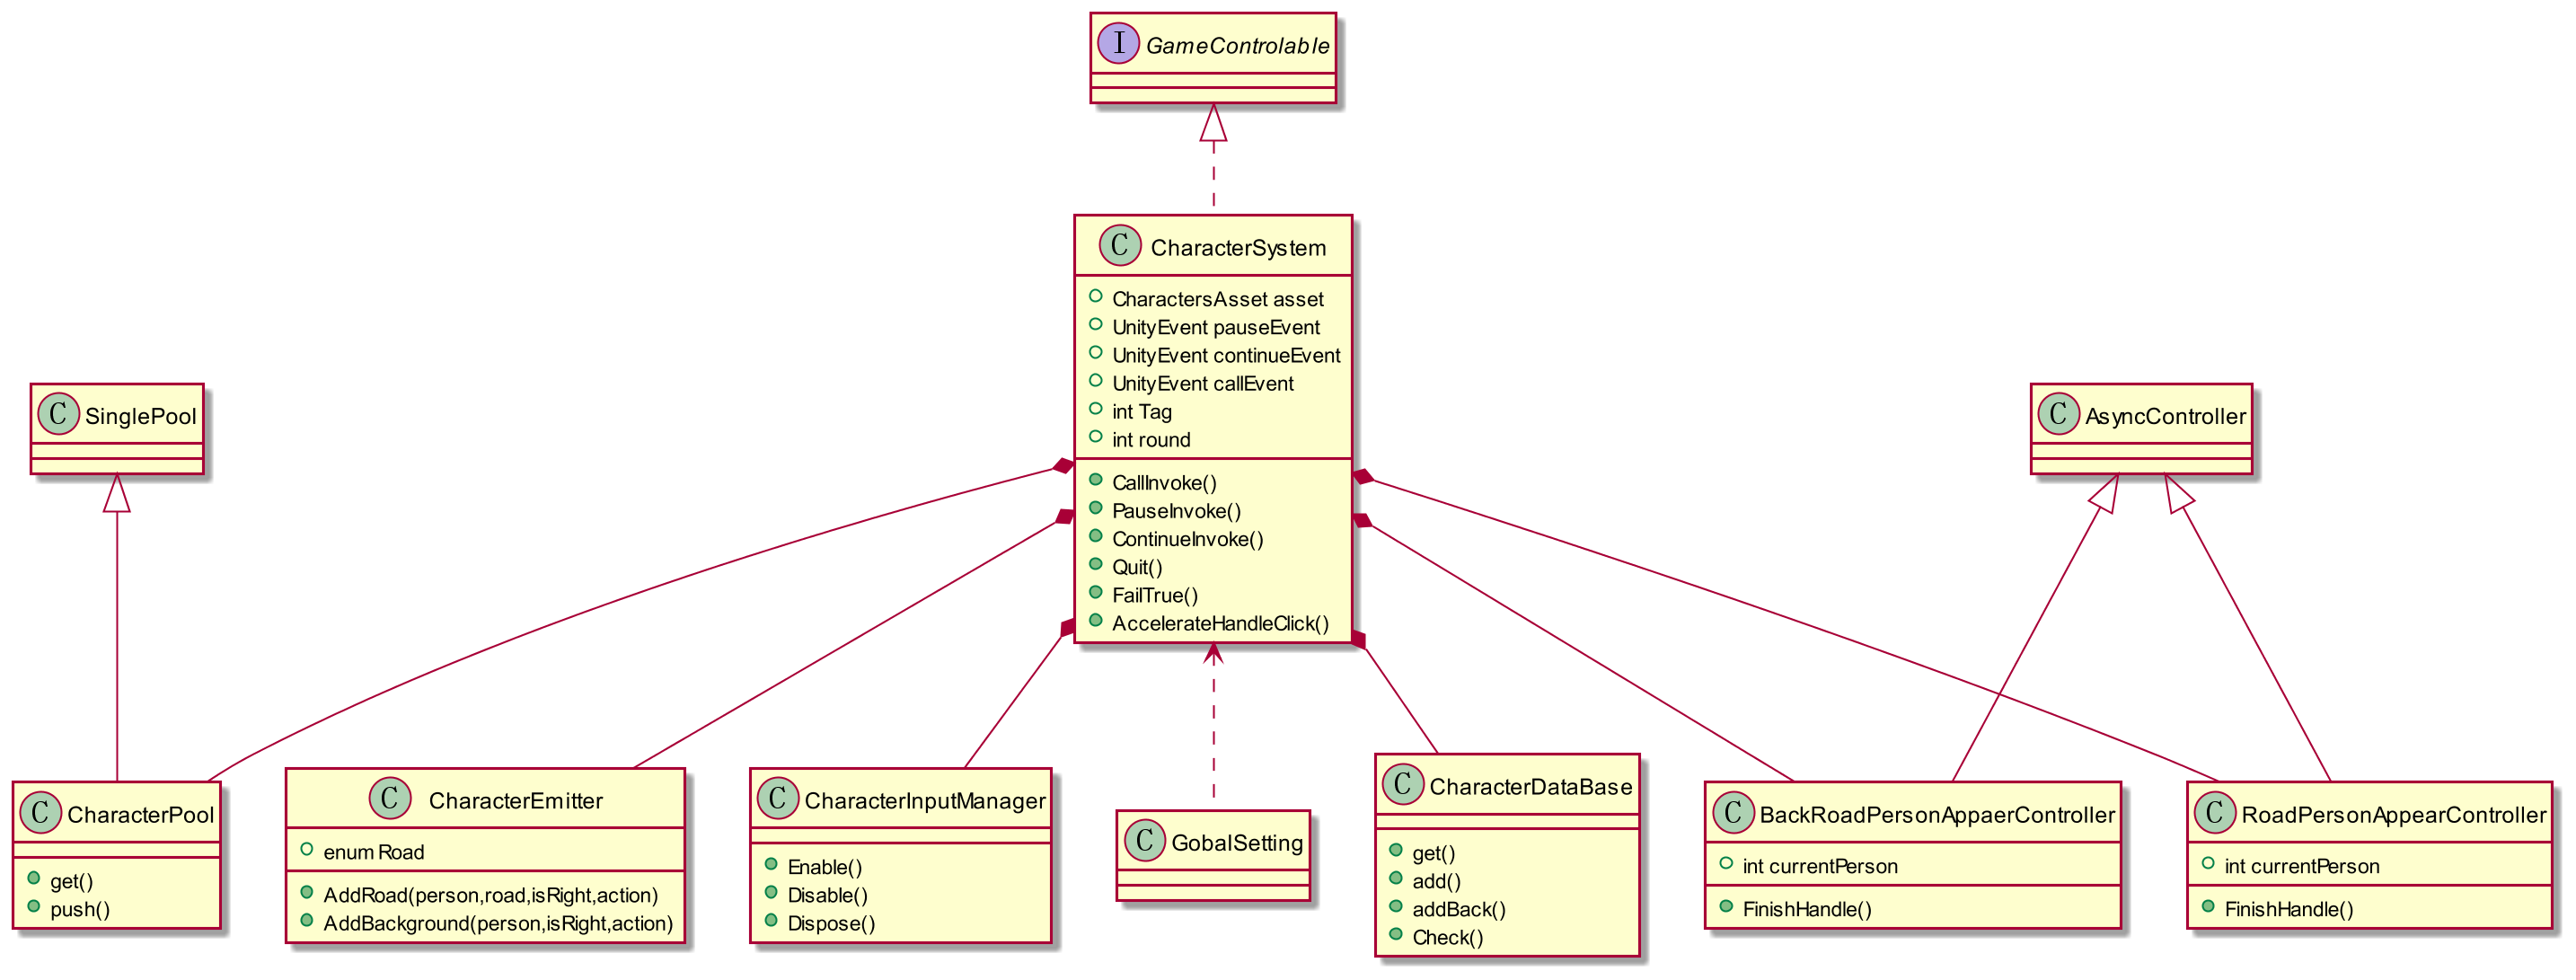 I GameControlable
C CharacterSystem
CharactersAsset asset
UnityEvent pauseEvent
UnityEvent continueEvent
UnityEvent callEvent
int Tag
int round
CallInvoke()
PauseInvoke()
ContinueInvoke()
Quit()
FailTrue()
AccelerateHandleClick()
C SinglePool
C AsyncController
C CharacterPool
get()
push()
C CharacterEmitter
enum Road
AddRoad(person,road,isRight,action)
AddBackground(person,isRight,action)
C CharacterInputManager
Enable()
Disable()
Dispose()
C GobalSetting
C CharacterDataBase
get()
add()
addBack()
Check()
C BackRoadPersonAppaerController
int currentPerson
FinishHandle()
C RoadPersonAppearController
int currentPerson
FinishHandle()